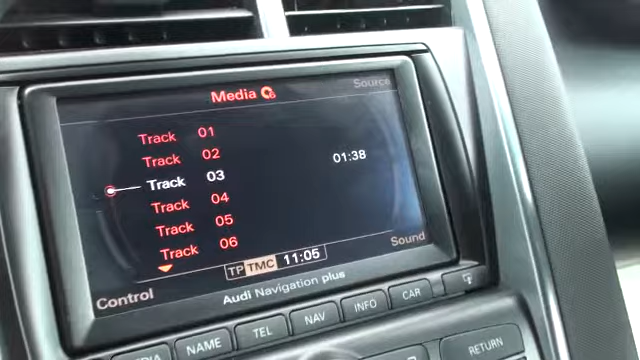 Media
Source
Track 01
Track 02
Track 03 01:38
Track 04
Track 05
Track 06
Control
TP TMC 11:05
Sound
Audi Navigation plus
NAME
TEL
NAV
INFO
CAR
RETURN